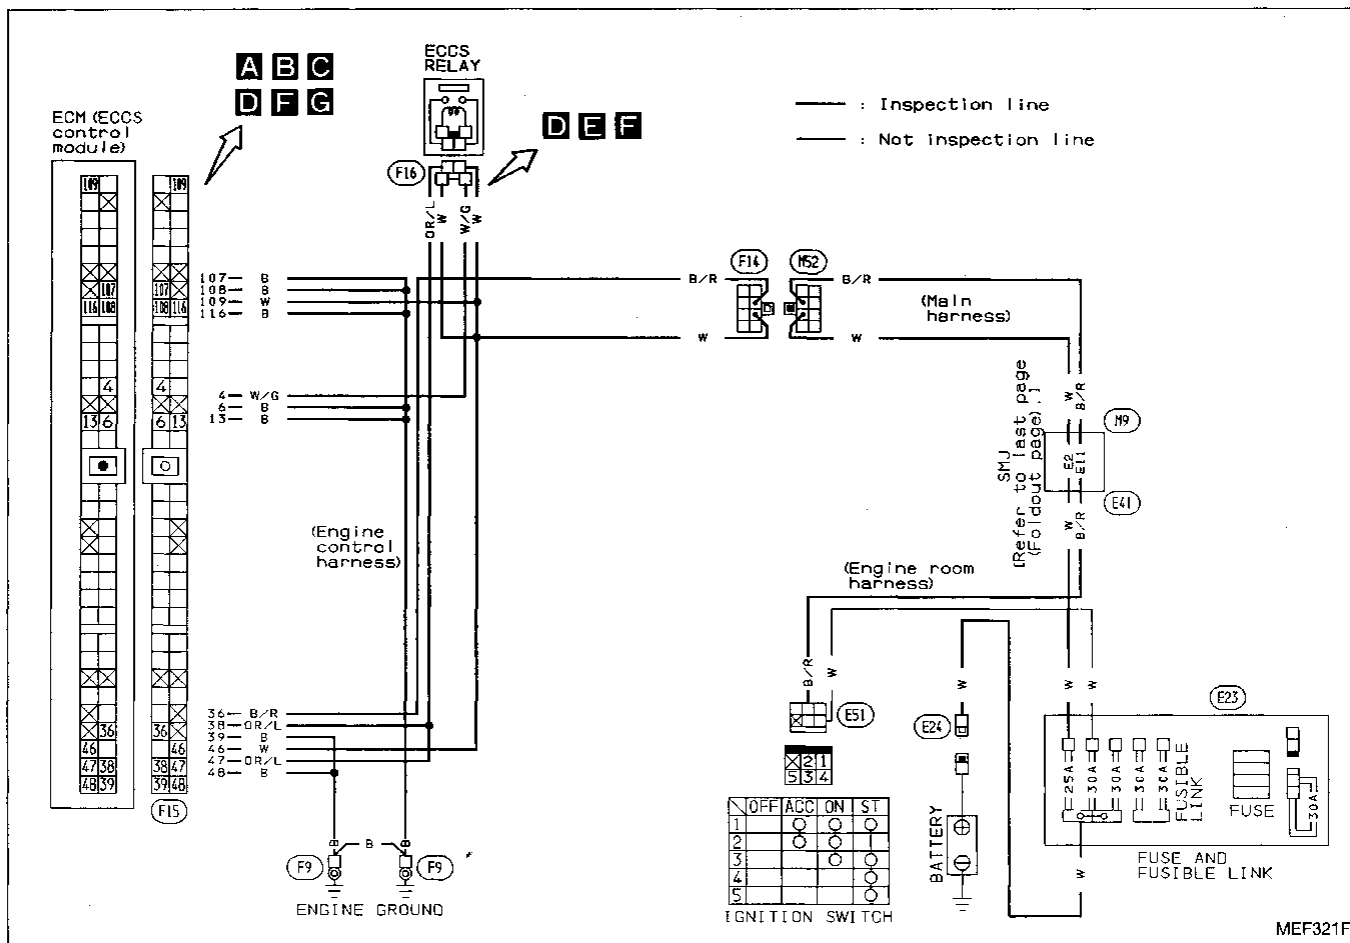 ECM (ECCS
control
module)
A B C
D F G
ECCS
RELAY
D E F
F16
OR/L
W
W/G
W
: Inspection line
: Not inspection line
109
109
107
107
116 108
108 116
4
4
13 6
6 13
36
36
46
46
47 38
38 47
48 39
39 48
F15
107 B
108 B
109 W
116 B
4 W/G
6 B
13 B
36 B/R
38 OR/L
39 B
46 W
47 OR/L
48 B
(Engine
control
harness)
B/R
W
F14
M52
B/R
W
(Main
harness)
W
B/R
M9
SMJ
[Refer to last page
(Foldout page).]
E2
E11
E41
W
B/R
(Engine room
harness)
B/R
W
E51
2 1
5 3 4
OFF ACC ON ST
1
2
3
4
5
IGNITION SWITCH
W
E24
BATTERY
W
W
W
E23
25A
30A
30A
30A
30A
FUSIBLE
LINK
FUSE
30A
FUSE AND
FUSIBLE LINK
B
B
B
F9
F9
ENGINE GROUND
MEF321F